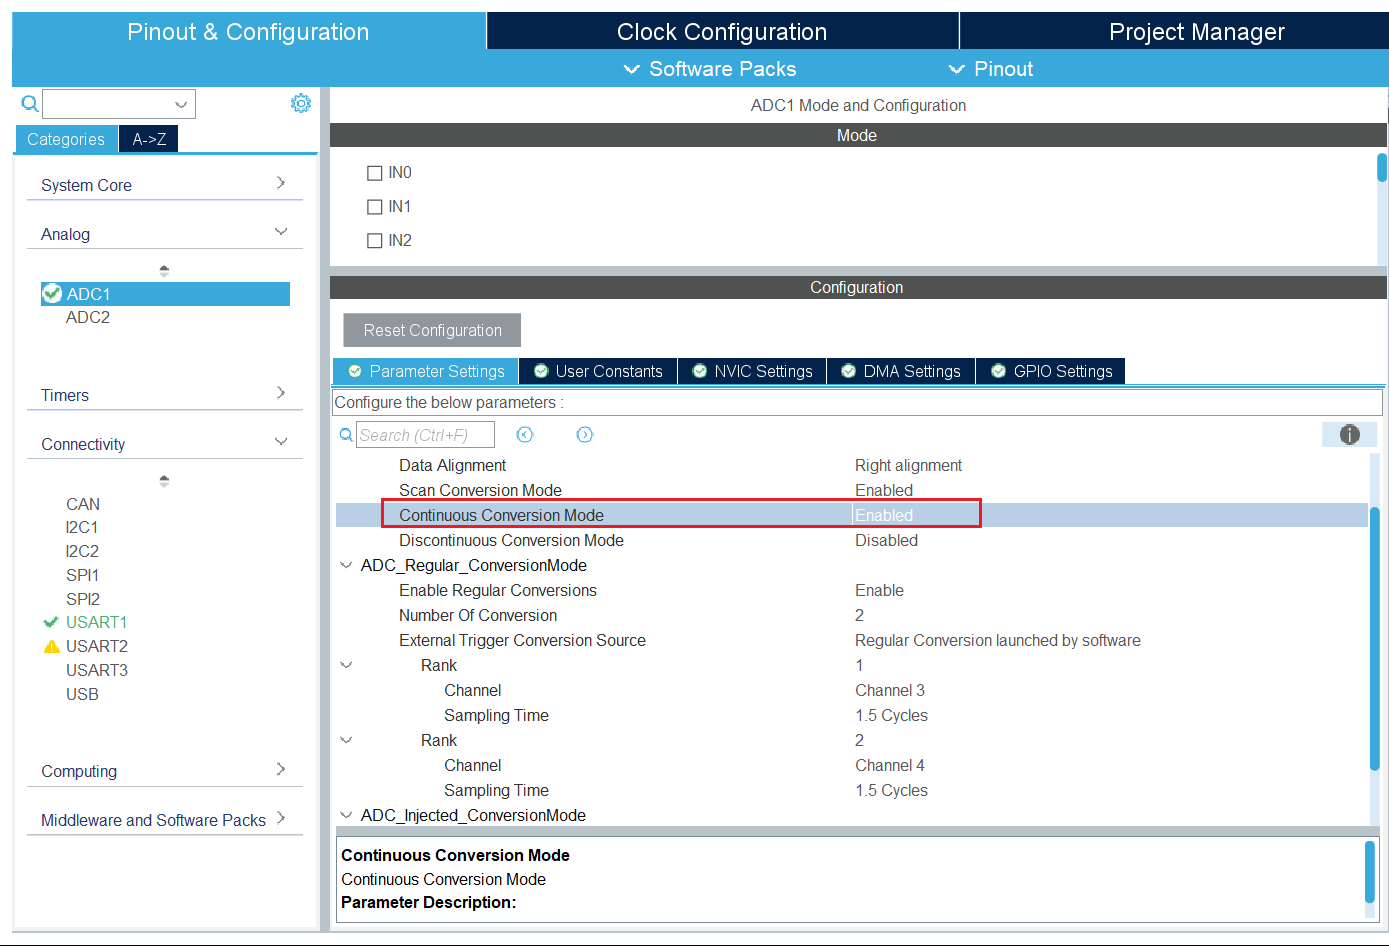 Pinout & Configuration
Clock Configuration
Project Manager
Software Packs
Pinout
Categories
A->Z
System Core
Analog
ADC1
ADC2
Timers
Connectivity
CAN
I2C1
I2C2
SPI1
SPI2
USART1
USART2
USART3
USB
Computing
Middleware and Software Packs
ADC1 Mode and Configuration
Mode
IN0
IN1
IN2
Configuration
Reset Configuration
Parameter Settings
User Constants
NVIC Settings
DMA Settings
GPIO Settings
Configure the below parameters :
Search (Ctrl+F)
Data Alignment Right alignment
Scan Conversion Mode Enabled
Continuous Conversion Mode Enabled
Discontinuous Conversion Mode Disabled
ADC_Regular_ConversionMode
Enable Regular Conversions Enable
Number Of Conversion 2
External Trigger Conversion Source Regular Conversion launched by software
Rank 1
Channel Channel 3
Sampling Time 1.5 Cycles
Rank 2
Channel Channel 4
Sampling Time 1.5 Cycles
ADC_Injected_ConversionMode
Continuous Conversion Mode
Continuous Conversion Mode
Parameter Description: